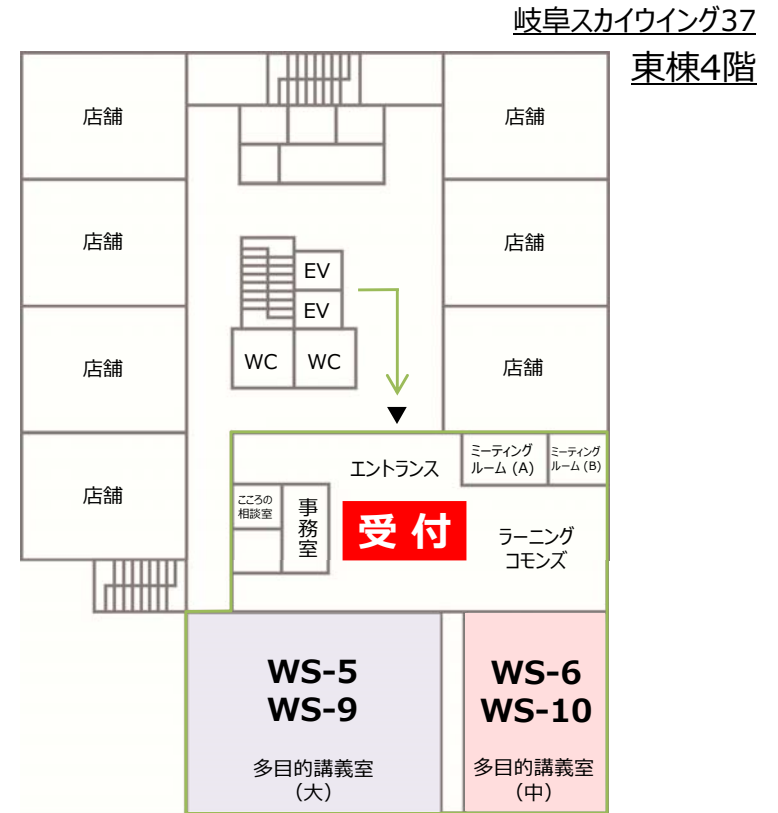 岐阜スカイウイング37
東棟4階
店舗
店舗
店舗
店舗
EV
EV
WC
WC
店舗
店舗
▼
エントランス
ミーティング
ルーム (A)
ミーティング
ルーム (B)
店舗
こころの
相談室
事務室
受付
ラーニング
コモンズ
WS-5
WS-9
多目的講義室
（大）
WS-6
WS-10
多目的講義室
（中）